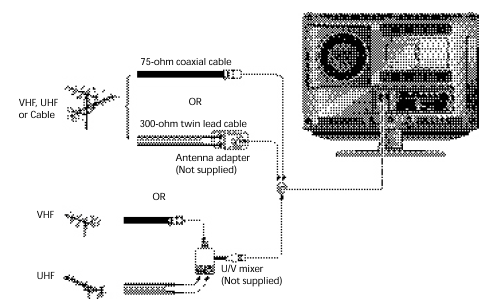 75-ohm coaxial cable
VHF, UHF
or Cable
OR
300-ohm twin lead cable
Antenna adapter
(Not supplied)
OR
VHF
UHF
U/V mixer
(Not supplied)